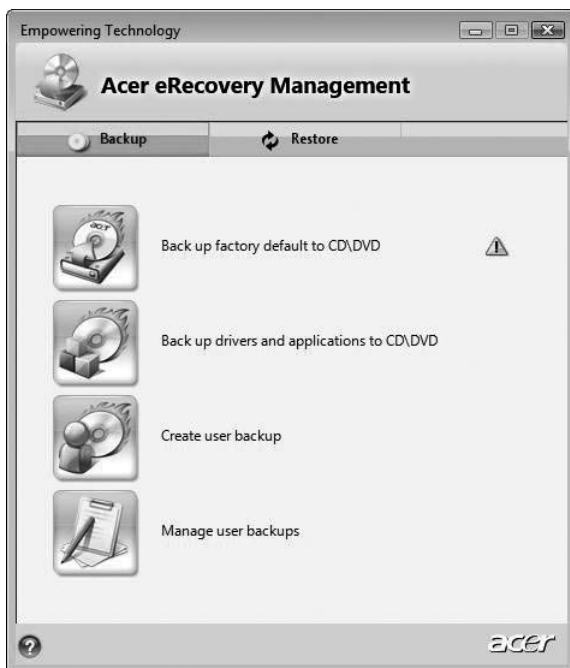 Empowering Technology
Acer eRecovery Management
Backup
Restore
acer
Back up factory default to CD\DVD
Back up drivers and applications to CD\DVD
Create user backup
Manage user backups
?
acer